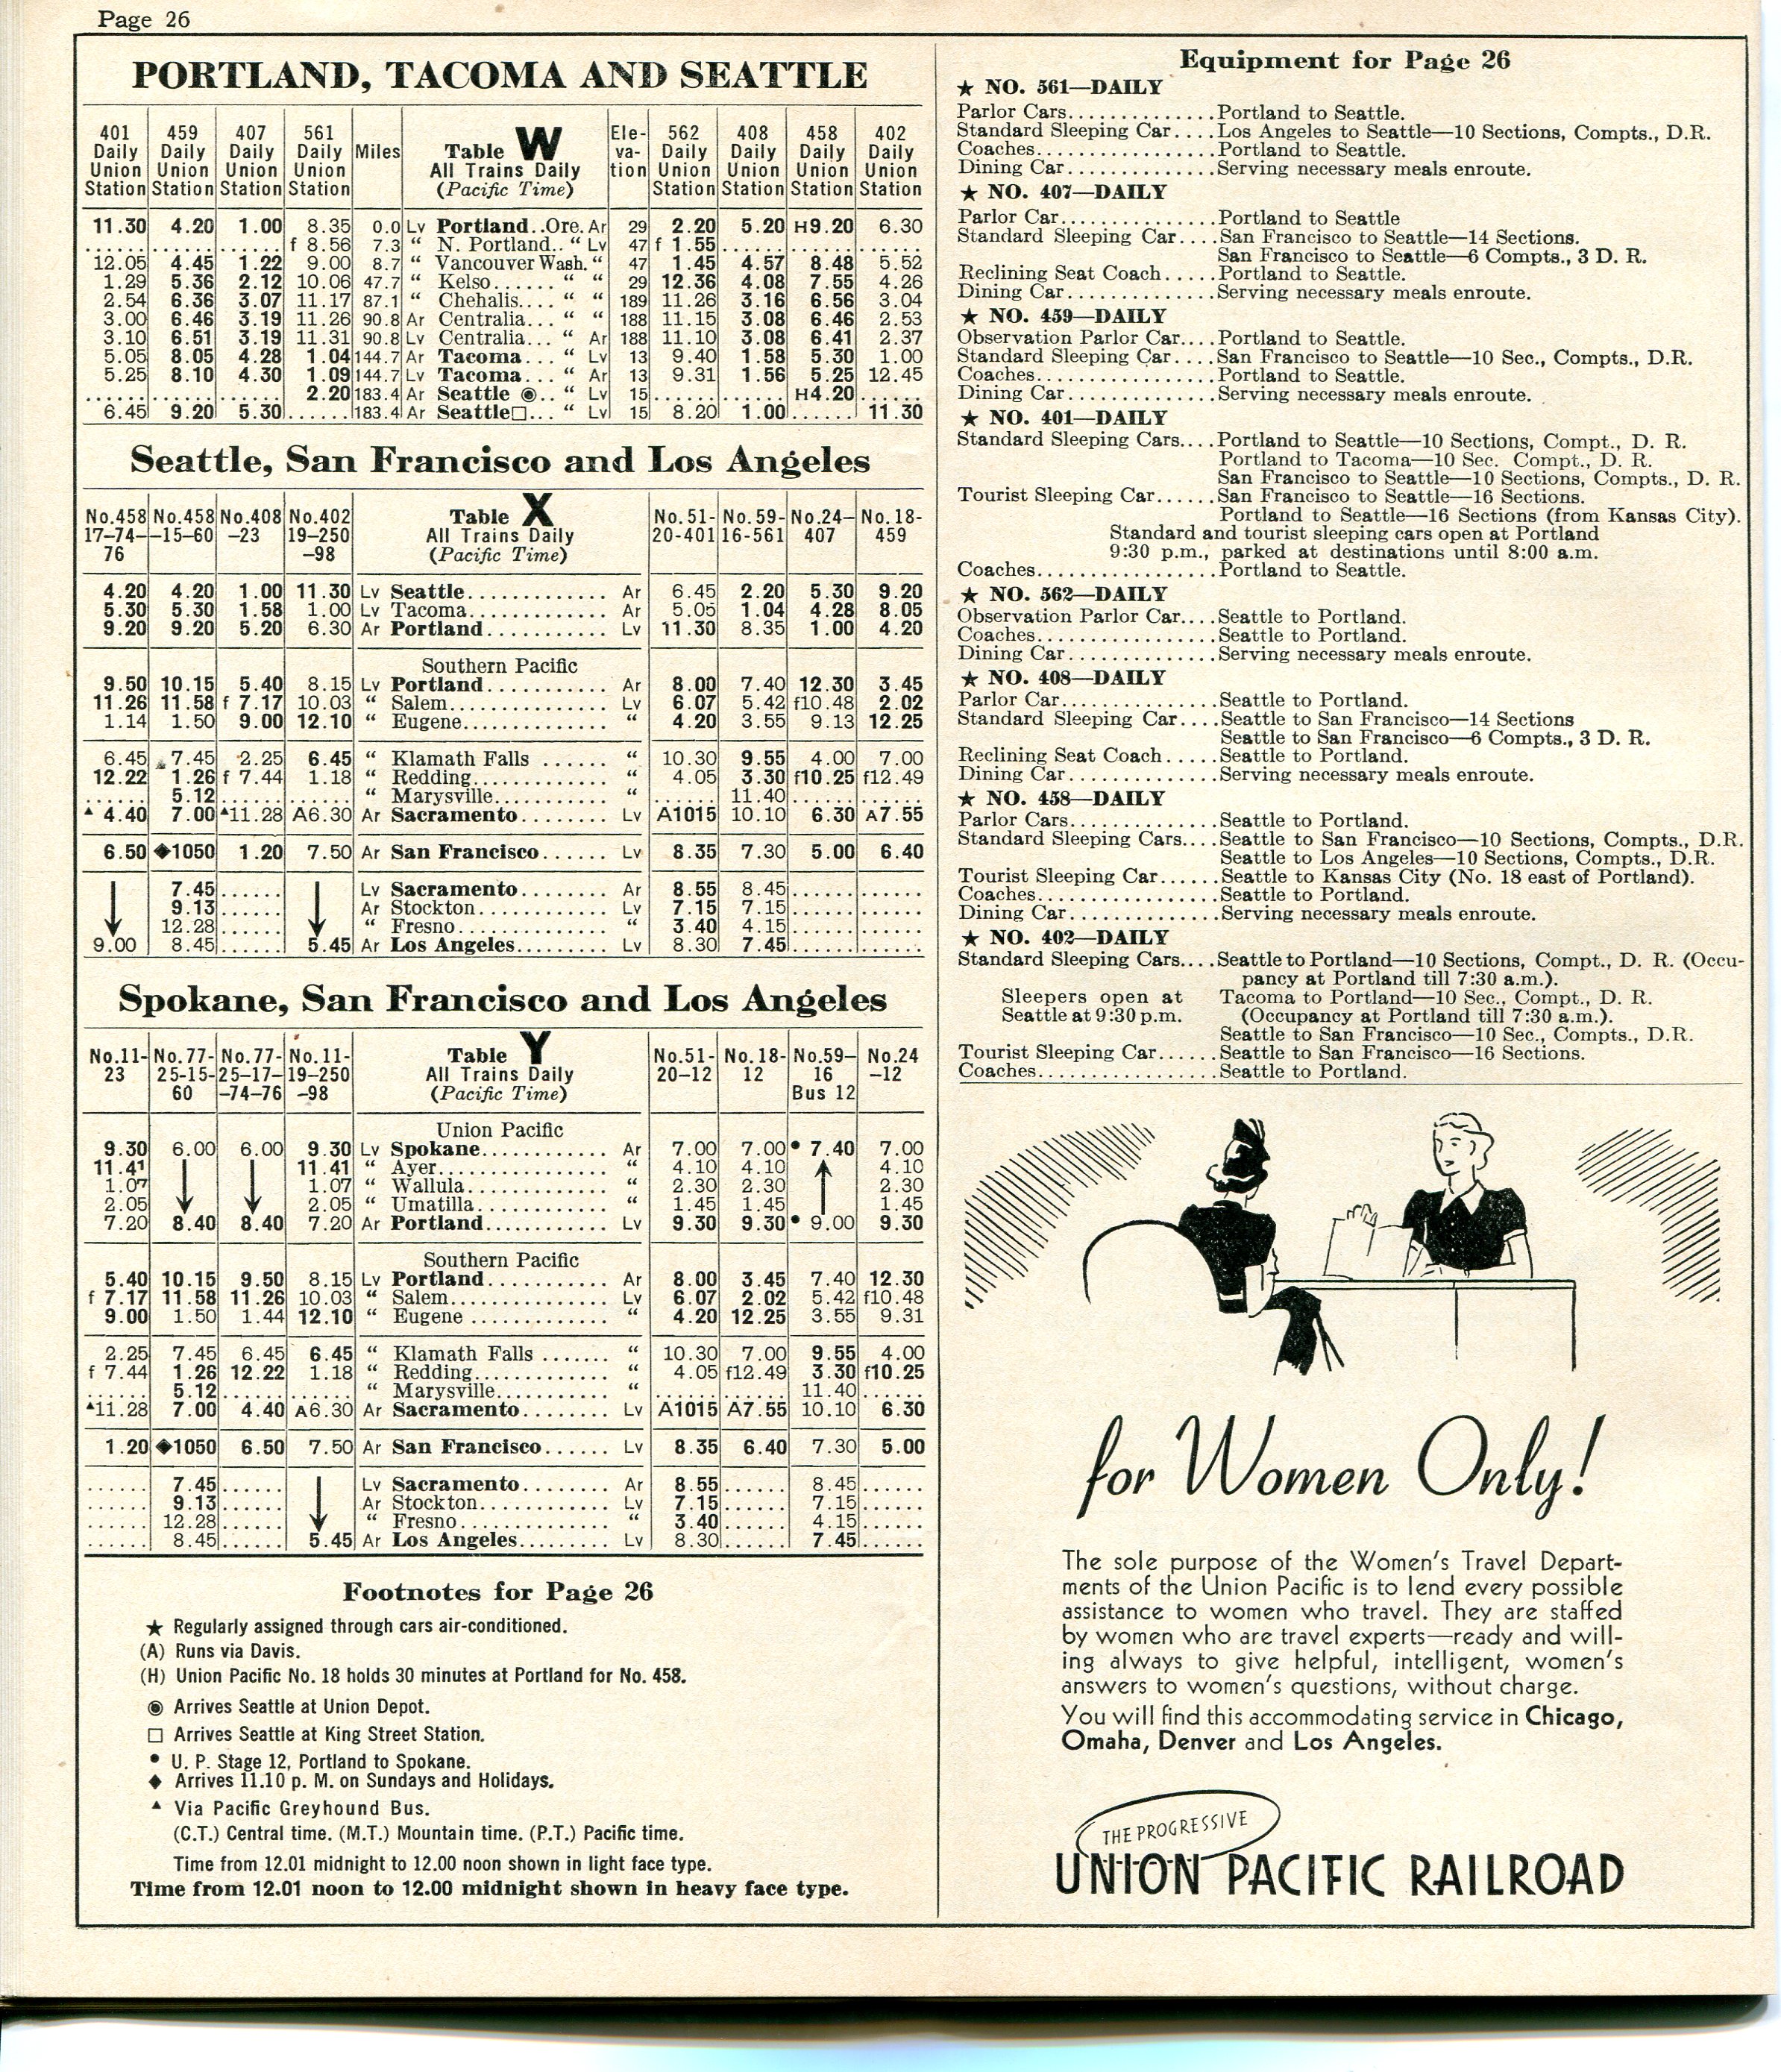 Page 26
PORTLAND, TACOMA AND SEATTLE
401 Daily Union Station | 459 Daily Union Station | 407 Daily Union Station | 561 Daily Union Station | Miles | Table W All Trains Daily (Pacific Time) | Ele-va-tion | 562 Daily Union Station | 408 Daily Union Station | 458 Daily Union Station | 402 Daily Union Station
11.30 4.20 1.00 8.35 0.0 Lv Portland..Ore. Ar 29 2.20 5.20 H9.20 6.30
...... ...... ...... f 8.56 7.3 “ N. Portland.. “ Lv 47 f 1.55 ...... ...... ......
12.05 4.45 1.22 9.00 8.7 “ Vancouver Wash. “ 47 1.45 4.57 8.48 5.52
1.29 5.36 2.12 10.06 47.7 “ Kelso...... “ “ 29 12.36 4.08 7.55 4.26
2.54 6.36 3.07 11.17 87.1 “ Chehalis.... “ “ 189 11.26 3.16 6.56 3.04
3.00 6.46 3.19 11.26 90.8 Ar Centralia... “ “ 188 11.15 3.08 6.46 2.53
3.10 6.51 3.19 11.31 90.8 Lv Centralia... “ Ar 188 11.10 3.08 6.41 2.37
5.05 8.05 4.28 1.04 144.7 Ar Tacoma... “ Lv 13 9.40 1.58 5.30 1.00
5.25 8.10 4.30 1.09 144.7 Lv Tacoma... “ Ar 13 9.31 1.56 5.25 12.45
...... ...... ...... 2.20 183.4 Ar Seattle ◉.. “ Lv 15 ...... ...... H4.20 ......
6.45 9.20 5.30 ...... 183.4 Ar Seattle□... “ Lv 15 8.20 1.00 ...... 11.30
Seattle, San Francisco and Los Angeles
No.458 17-74-76 | No.458 -15-60 | No.408 -23 | No.402 19-250 -98 | Table X All Trains Daily (Pacific Time) | No.51-20-401 | No.59-16-561 | No.24-407 | No.18-459
4.20 4.20 1.00 11.30 Lv Seattle............. Ar 6.45 2.20 5.30 9.20
5.30 5.30 1.58 1.00 Lv Tacoma............. Ar 5.05 1.04 4.28 8.05
9.20 9.20 5.20 6.30 Ar Portland........... Lv 11.30 8.35 1.00 4.20
Southern Pacific
9.50 10.15 5.40 8.15 Lv Portland........... Ar 8.00 7.40 12.30 3.45
11.26 11.58 f 7.17 10.03 “ Salem.............. Lv 6.07 5.42 f10.48 2.02
1.14 1.50 9.00 12.10 “ Eugene............. “ 4.20 3.55 9.13 12.25
6.45 7.45 2.25 6.45 “ Klamath Falls ...... “ 10.30 9.55 4.00 7.00
12.22 1.26 f 7.44 1.18 “ Redding............ “ 4.05 3.30 f10.25 f12.49
...... 5.12 ...... ...... “ Marysville.......... “ ...... 11.40 ...... ......
▲ 4.40 7.00 ▲11.28 A6.30 Ar Sacramento........ Lv A1015 10.10 6.30 A7.55
6.50 ◆1050 1.20 7.50 Ar San Francisco...... Lv 8.35 7.30 5.00 6.40
↓ 7.45 ...... ↓ Lv Sacramento........ Ar 8.55 8.45 ...... ......
9.13 ...... Ar Stockton............ Lv 7.15 7.15 ...... ......
12.28 ...... “ Fresno.............. “ 3.40 4.15 ...... ......
9.00 8.45 ...... 5.45 Ar Los Angeles......... Lv 8.30 7.45 ...... ......
Spokane, San Francisco and Los Angeles
No.11-23 | No.77-25-15-60 | No.77-25-17-74-76 | No.11-19-250 -98 | Table Y All Trains Daily (Pacific Time) | No.51-20-12 | No.18-12 | No.59-16 Bus 12 | No.24 -12
Union Pacific
9.30 6.00 6.00 9.30 Lv Spokane............ Ar 7.00 7.00 • 7.40 7.00
11.41 ↓ ↓ 11.41 “ Ayer................ “ 4.10 4.10 ↑ 4.10
1.07 1.07 “ Wallula............. “ 2.30 2.30 2.30
2.05 2.05 “ Umatilla............ “ 1.45 1.45 1.45
7.20 8.40 8.40 7.20 Ar Portland........... Lv 9.30 9.30 • 9.00 9.30
Southern Pacific
5.40 10.15 9.50 8.15 Lv Portland........... Ar 8.00 3.45 7.40 12.30
f 7.17 11.58 11.26 10.03 “ Salem.............. Lv 6.07 2.02 5.42 f10.48
9.00 1.50 1.44 12.10 “ Eugene ............. “ 4.20 12.25 3.55 9.31
2.25 7.45 6.45 6.45 “ Klamath Falls ....... “ 10.30 7.00 9.55 4.00
f 7.44 1.26 12.22 1.18 “ Redding............ “ 4.05 f12.49 3.30 f10.25
...... 5.12 ...... ...... “ Marysville.......... “ ...... ...... 11.40 ......
▲11.28 7.00 4.40 A6.30 Ar Sacramento........ Lv A1015 A7.55 10.10 6.30
1.20 ◆1050 6.50 7.50 Ar San Francisco...... Lv 8.35 6.40 7.30 5.00
...... 7.45 ...... ↓ Lv Sacramento........ Ar 8.55 ...... 8.45 ......
...... 9.13 ...... Ar Stockton............ Lv 7.15 ...... 7.15 ......
...... 12.28 ...... “ Fresno.............. “ 3.40 ...... 4.15 ......
...... 8.45 ...... 5.45 Ar Los Angeles......... Lv 8.30 ...... 7.45 ......
Footnotes for Page 26
★ Regularly assigned through cars air-conditioned.
(A) Runs via Davis.
(H) Union Pacific No. 18 holds 30 minutes at Portland for No. 458.
◉ Arrives Seattle at Union Depot.
□ Arrives Seattle at King Street Station.
• U. P. Stage 12, Portland to Spokane.
◆ Arrives 11.10 p. M. on Sundays and Holidays.
▲ Via Pacific Greyhound Bus.
(C.T.) Central time. (M.T.) Mountain time. (P.T.) Pacific time.
Time from 12.01 midnight to 12.00 noon shown in light face type.
Time from 12.01 noon to 12.00 midnight shown in heavy face type.
Equipment for Page 26
★ NO. 561—DAILY
Parlor Cars..............Portland to Seattle.
Standard Sleeping Car....Los Angeles to Seattle—10 Sections, Compts., D.R.
Coaches................Portland to Seattle.
Dining Car..............Serving necessary meals enroute.
★ NO. 407—DAILY
Parlor Car...............Portland to Seattle
Standard Sleeping Car....San Francisco to Seattle—14 Sections.
San Francisco to Seattle—6 Compts., 3 D. R.
Reclining Seat Coach.....Portland to Seattle.
Dining Car..............Serving necessary meals enroute.
★ NO. 459—DAILY
Observation Parlor Car....Portland to Seattle.
Standard Sleeping Car....San Francisco to Seattle—10 Sec., Compts., D.R.
Coaches................Portland to Seattle.
Dining Car..............Serving necessary meals enroute.
★ NO. 401—DAILY
Standard Sleeping Cars....Portland to Seattle—10 Sections, Compt., D. R.
Portland to Tacoma—10 Sec. Compt., D. R.
San Francisco to Seattle—10 Sections, Compts., D. R.
Tourist Sleeping Car......San Francisco to Seattle—16 Sections.
Portland to Seattle—16 Sections (from Kansas City).
Standard and tourist sleeping cars open at Portland
9:30 p.m., parked at destinations until 8:00 a.m.
Coaches................Portland to Seattle.
★ NO. 562—DAILY
Observation Parlor Car....Seattle to Portland.
Coaches................Seattle to Portland.
Dining Car..............Serving necessary meals enroute.
★ NO. 408—DAILY
Parlor Car...............Seattle to Portland.
Standard Sleeping Car....Seattle to San Francisco—14 Sections
Seattle to San Francisco—6 Compts., 3 D. R.
Reclining Seat Coach.....Seattle to Portland.
Dining Car..............Serving necessary meals enroute.
★ NO. 458—DAILY
Parlor Cars..............Seattle to Portland.
Standard Sleeping Cars....Seattle to San Francisco—10 Sections, Compts., D.R.
Seattle to Los Angeles—10 Sections, Compts., D.R.
Tourist Sleeping Car......Seattle to Kansas City (No. 18 east of Portland).
Coaches................Seattle to Portland.
Dining Car..............Serving necessary meals enroute.
★ NO. 402—DAILY
Standard Sleeping Cars....Seattle to Portland—10 Sections, Compt., D. R. (Occu-
pancy at Portland till 7:30 a.m.).
Sleepers open at Tacoma to Portland—10 Sec., Compt., D. R.
Seattle at 9:30 p.m. (Occupancy at Portland till 7:30 a.m.).
Seattle to San Francisco—10 Sec., Compts., D.R.
Tourist Sleeping Car......Seattle to San Francisco—16 Sections.
Coaches................Seattle to Portland.
for Women Only!
The sole purpose of the Women's Travel Depart-
ments of the Union Pacific is to lend every possible
assistance to women who travel. They are staffed
by women who are travel experts—ready and will-
ing always to give helpful, intelligent, women's
answers to women's questions, without charge.
You will find this accommodating service in Chicago,
Omaha, Denver and Los Angeles.
THE PROGRESSIVE
UNION PACIFIC RAILROAD